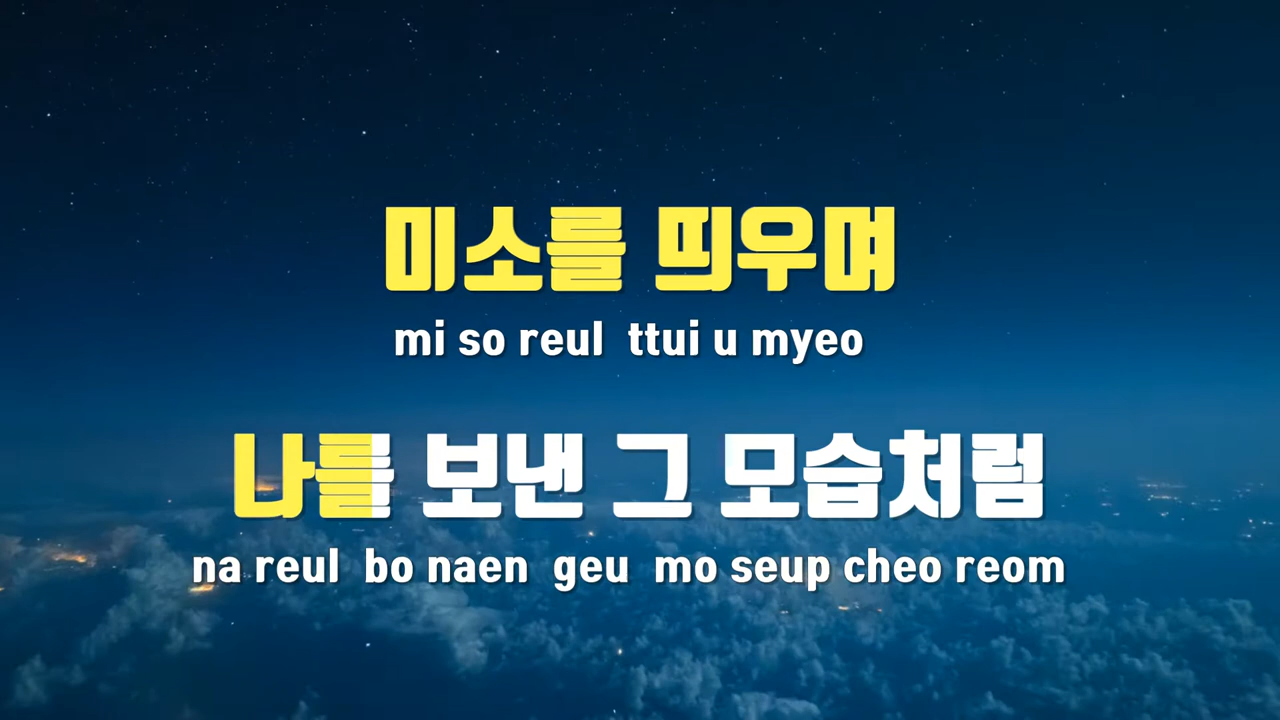 미소를 띄우며
mi so reul ttui u myeo
나를 보낸 그 모습처럼
na reul bo naen geu mo seup cheo reom